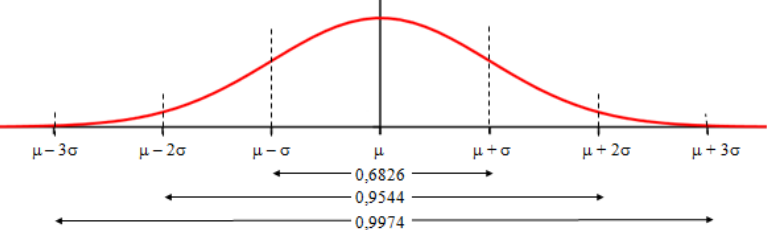 μ – 3σ μ – 2σ μ – σ μ μ + σ μ + 2σ μ + 3σ
0,6826
0,9544
0,9974